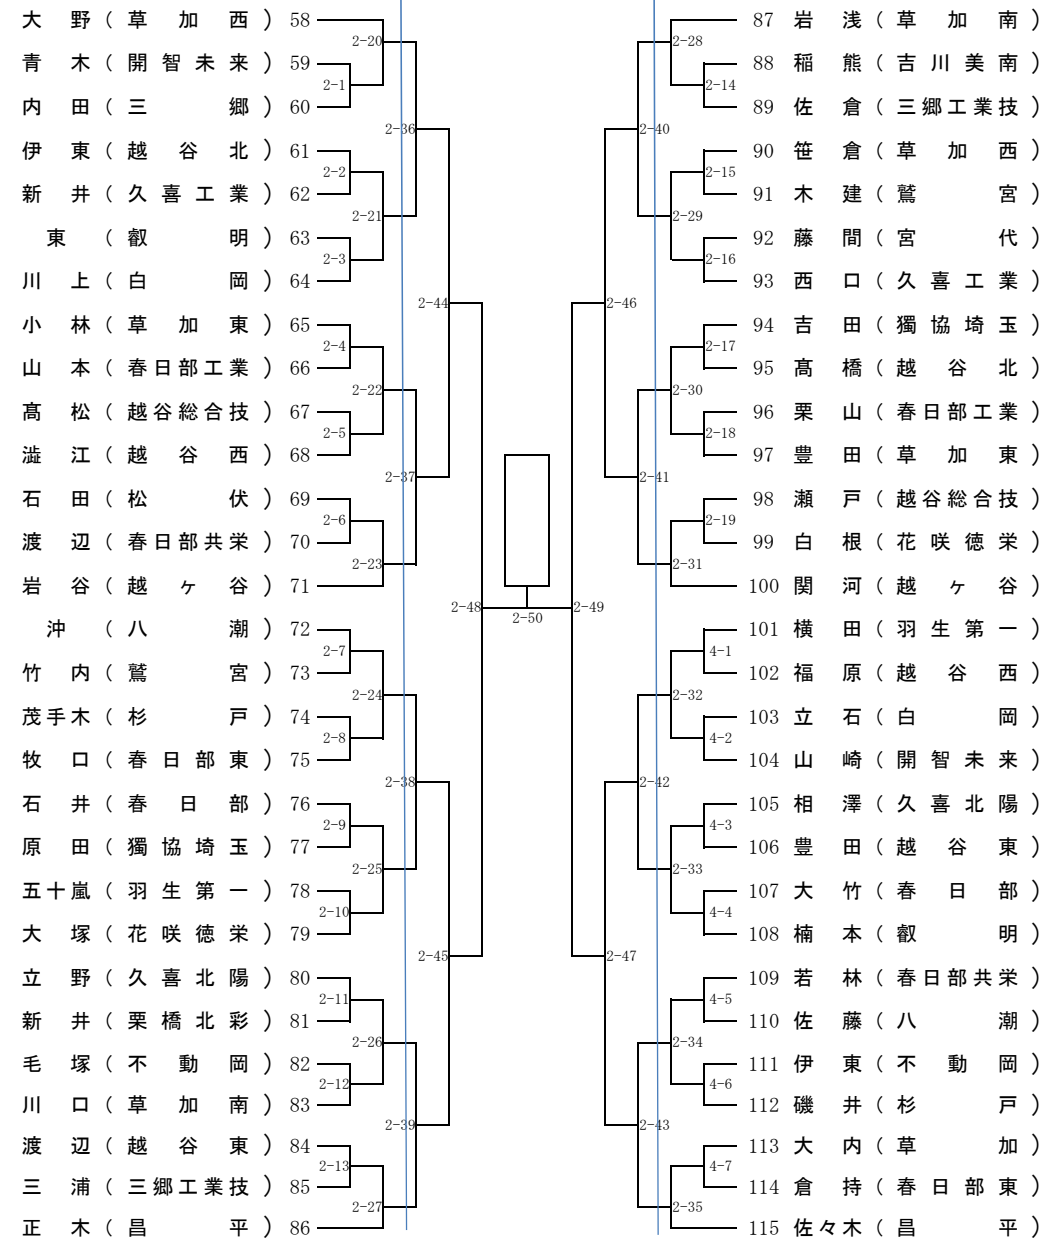 大野（草加西）58
青木（開智未来）59
内田（三郷）60
伊東（越谷北）61
新井（久喜工業）62
東（叡明）63
川上（白岡）64
小林（草加東）65
山本（春日部工業）66
髙松（越谷総合技）67
澁江（越谷西）68
石田（松伏）69
渡辺（春日部共栄）70
岩谷（越ヶ谷）71
沖（八潮）72
竹内（鷲宮）73
茂手木（杉戸）74
牧口（春日部東）75
石井（春日部）76
原田（獨協埼玉）77
五十嵐（羽生第一）78
大塚（花咲徳栄）79
立野（久喜北陽）80
新井（栗橋北彩）81
毛塚（不動岡）82
川口（草加南）83
渡辺（越谷東）84
三浦（三郷工業技）85
正木（昌平）86
2-1
2-2
2-3
2-4
2-5
2-6
2-7
2-8
2-9
2-10
2-11
2-12
2-13
2-20
2-21
2-22
2-23
2-24
2-25
2-26
2-27
2-36
2-37
2-38
2-39
2-44
2-45
2-48
2-50
2-49
2-46
2-47
2-40
2-41
2-42
2-43
2-28
2-29
2-30
2-31
2-32
2-33
2-34
2-35
2-14
2-15
2-16
2-17
2-18
2-19
4-1
4-2
4-3
4-4
4-5
4-6
4-7
87 岩浅（草加南）
88 稲熊（吉川美南）
89 佐倉（三郷工業技）
90 笹倉（草加西）
91 木建（鷲宮）
92 藤間（宮代）
93 西口（久喜工業）
94 吉田（獨協埼玉）
95 髙橋（越谷北）
96 栗山（春日部工業）
97 豊田（草加東）
98 瀬戸（越谷総合技）
99 白根（花咲徳栄）
100 関河（越ヶ谷）
101 横田（羽生第一）
102 福原（越谷西）
103 立石（白岡）
104 山崎（開智未来）
105 相澤（久喜北陽）
106 豊田（越谷東）
107 大竹（春日部）
108 楠本（叡明）
109 若林（春日部共栄）
110 佐藤（八潮）
111 伊東（不動岡）
112 磯井（杉戸）
113 大内（草加）
114 倉持（春日部東）
115 佐々木（昌平）